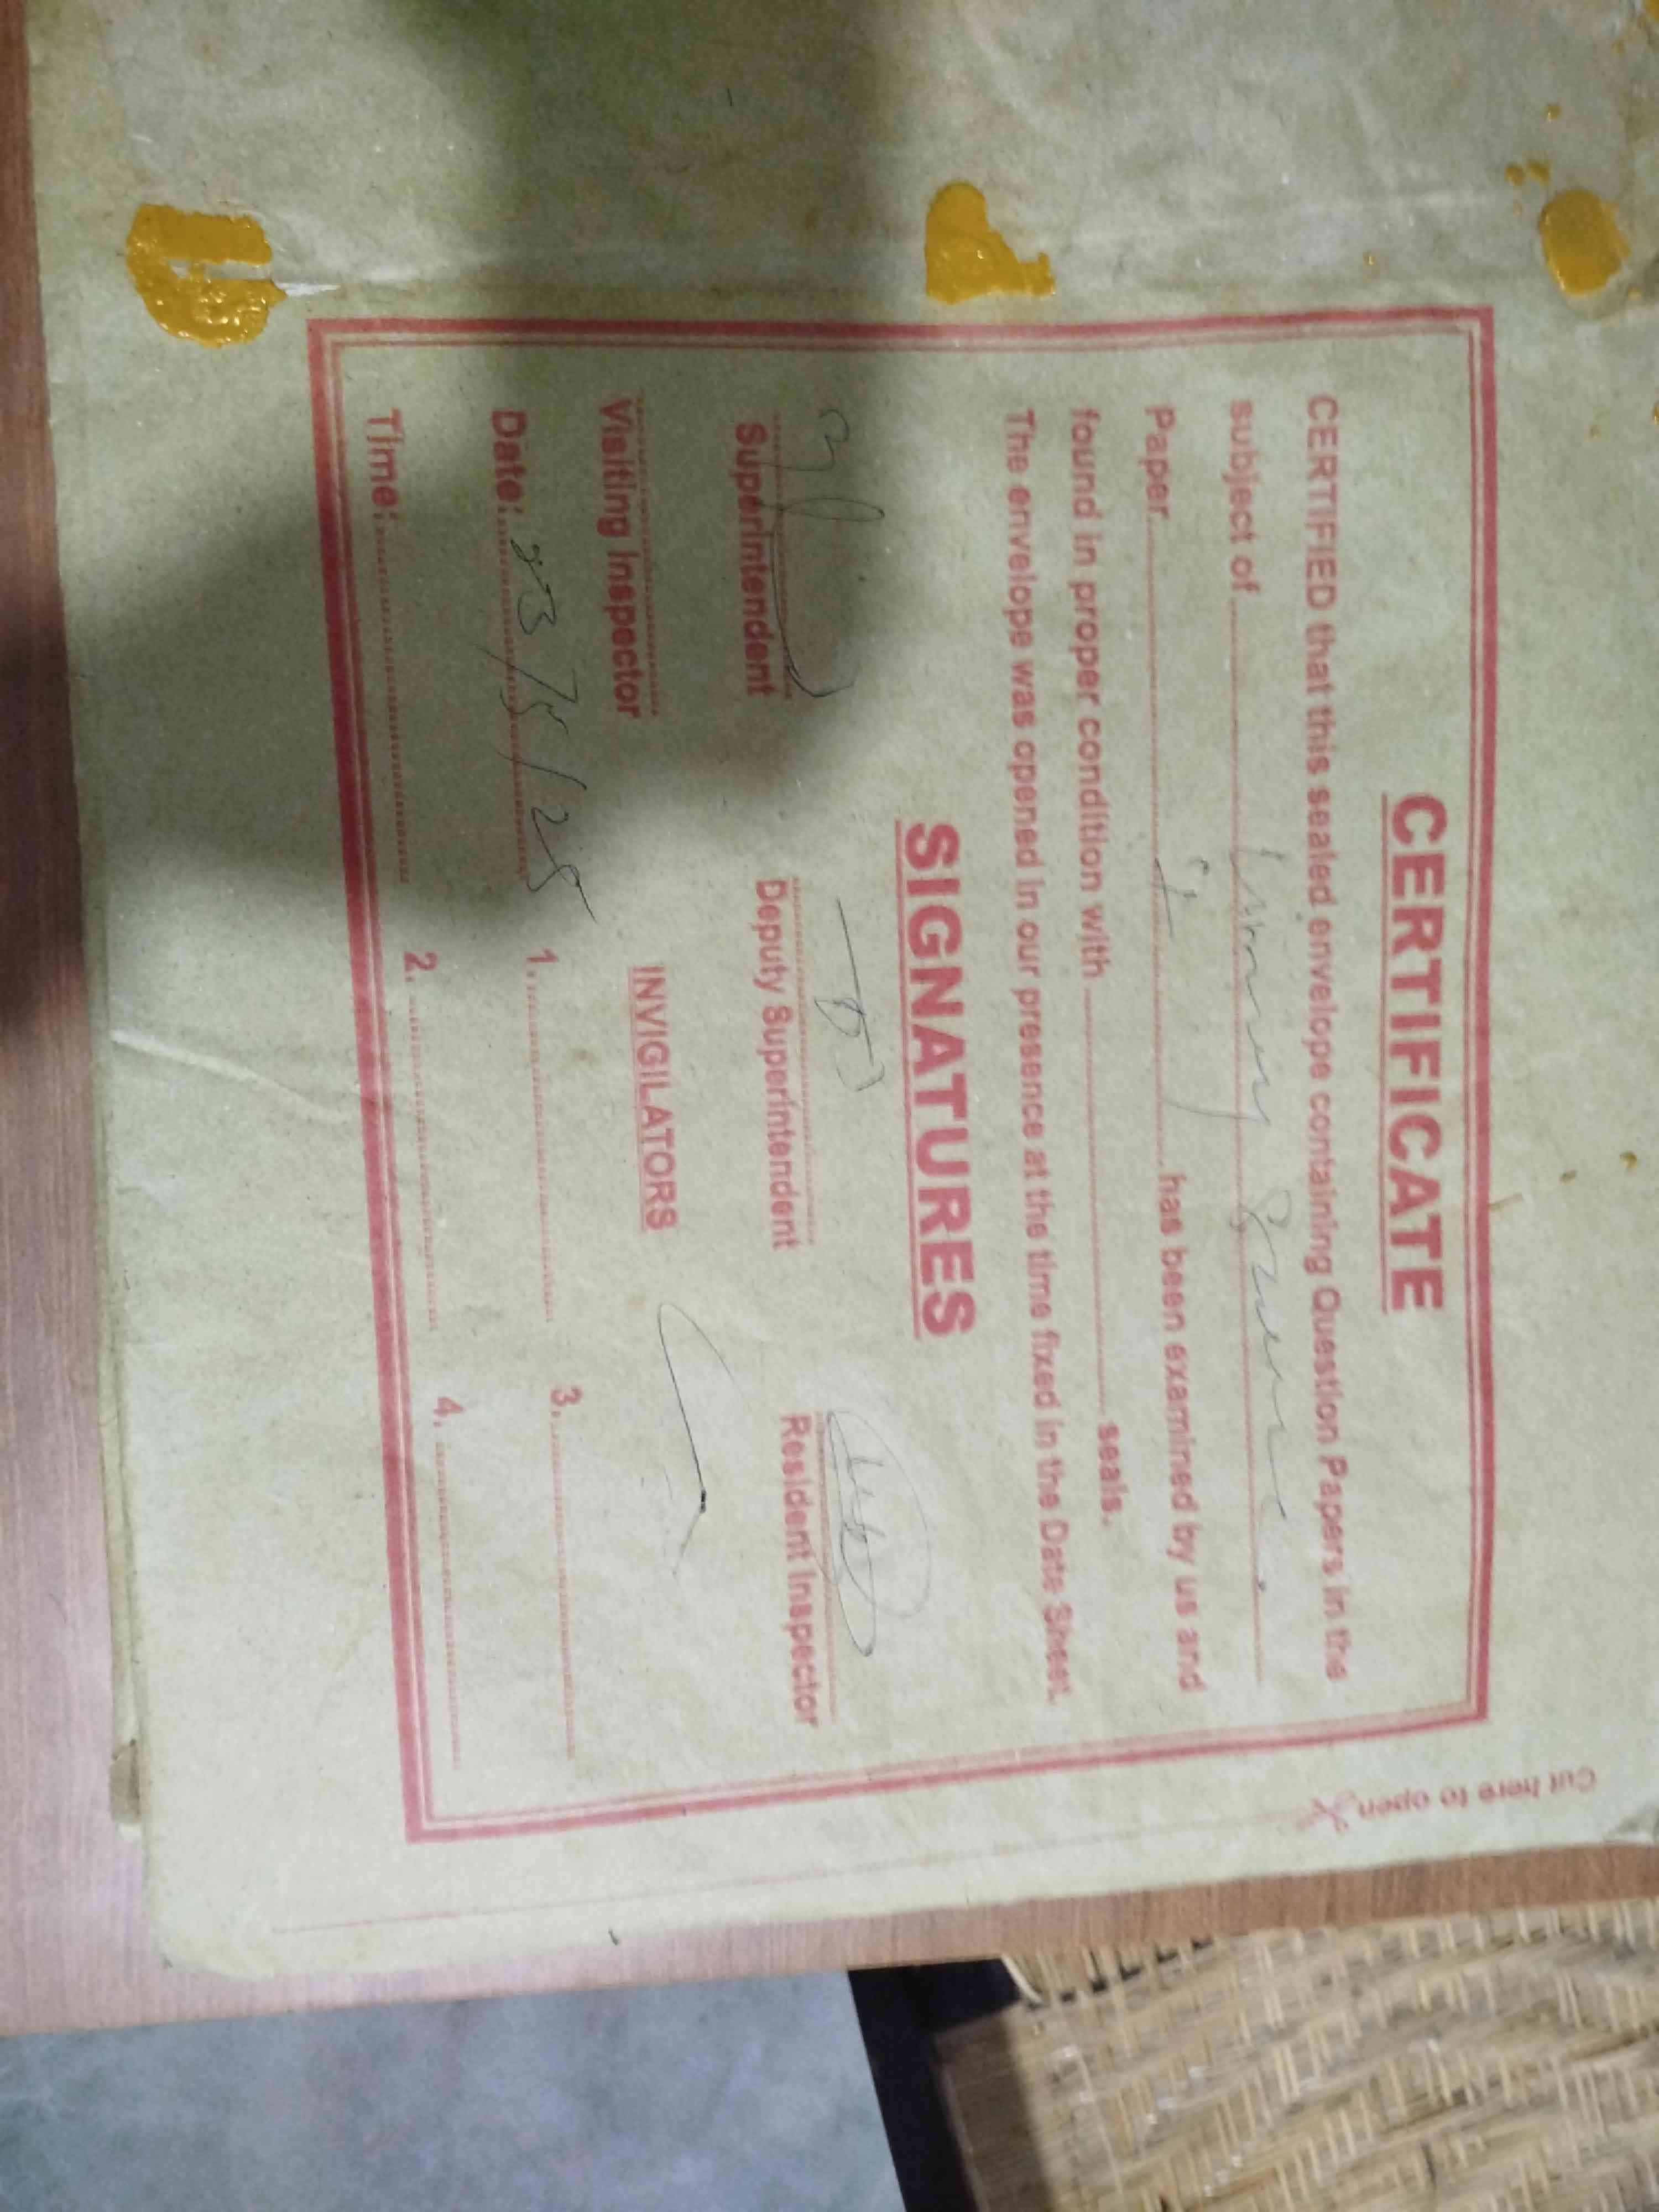 CERTIFICATE
CERTIFIED that this sealed envelope containing Question Papers in the
subject of
Paper I has been examined by us and
found in proper condition with seals.
The envelope was opened in our presence at the time fixed in the Date Sheet.
SIGNATURES
Superintendent Deputy Superintendent Resident Inspector
Visiting Inspector INVIGILATORS
Date: /5/25 1. 3.
Time: 2. 4.
Cut here to open